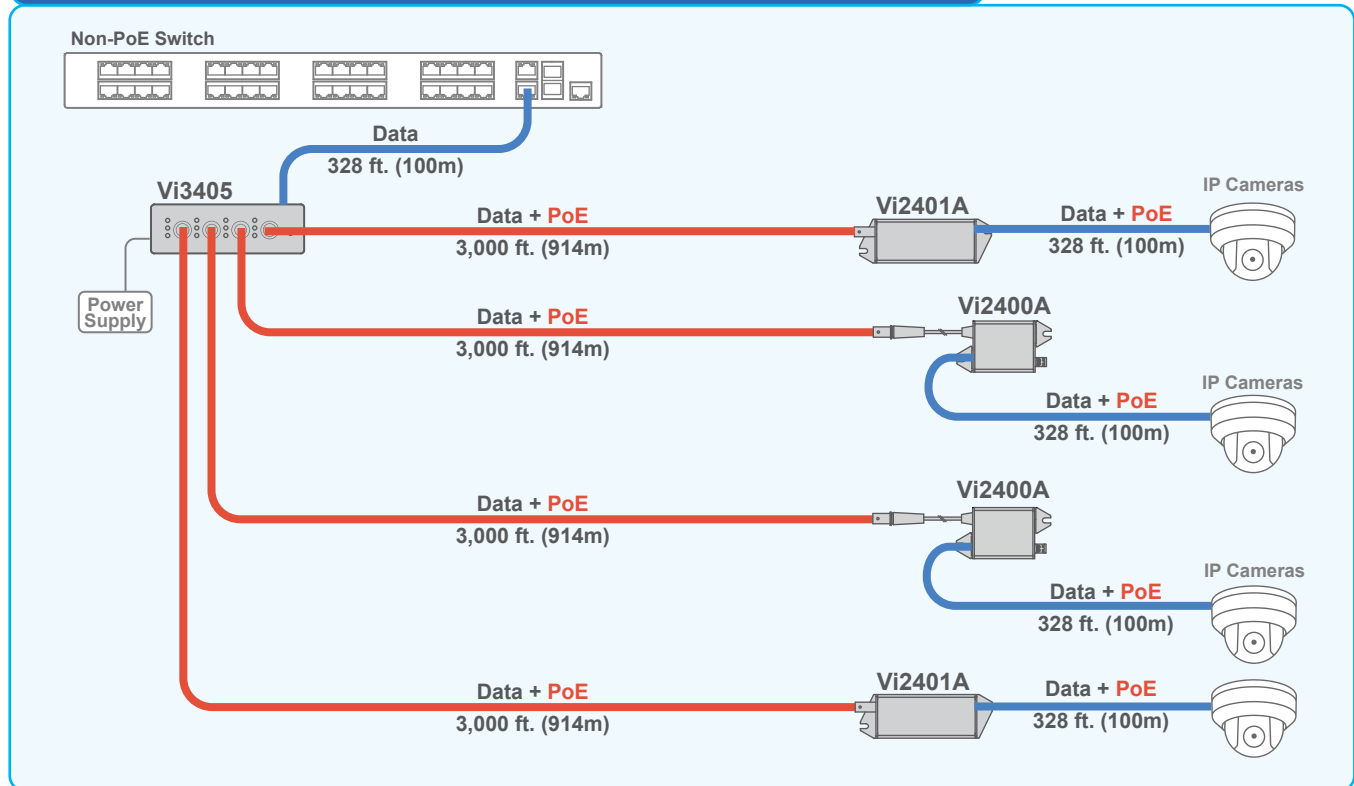 Non-PoE Switch
Data
328 ft. (100m)
Vi3405
Power
Supply
Data + PoE
3,000 ft. (914m)
Vi2401A
Data + PoE
328 ft. (100m)
IP Cameras
Data + PoE
3,000 ft. (914m)
Vi2400A
Data + PoE
328 ft. (100m)
IP Cameras
Data + PoE
3,000 ft. (914m)
Vi2400A
Data + PoE
328 ft. (100m)
IP Cameras
Data + PoE
3,000 ft. (914m)
Vi2401A
Data + PoE
328 ft. (100m)